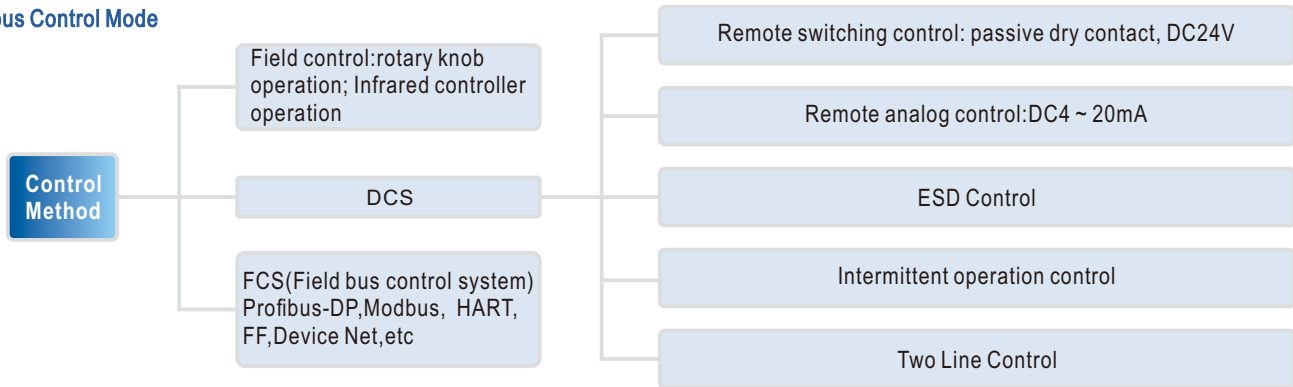 bus Control Mode
Control
Method
Field control:rotary knob
operation; Infrared controller
operation
DCS
FCS(Field bus control system)
Profibus-DP,Modbus, HART,
FF,Device Net,etc
Remote switching control: passive dry contact, DC24V
Remote analog control:DC4 ~ 20mA
ESD Control
Intermittent operation control
Two Line Control